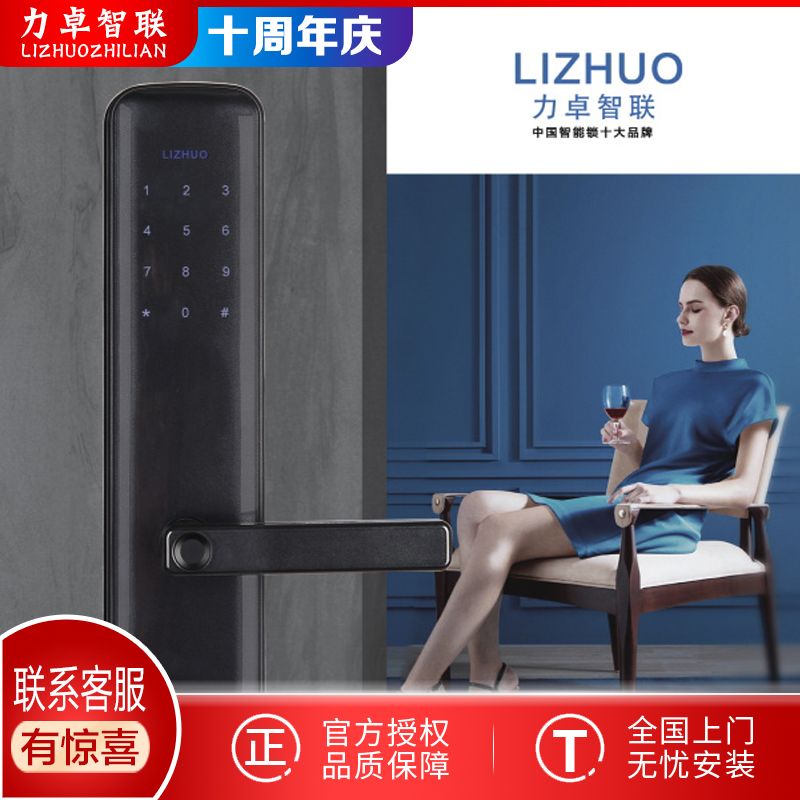 力卓智联
LIZHUOZHILIAN
十周年庆
LIZHUO
力卓智联
中国智能锁十大品牌
LIZHUO
1 2 3
4 5 6
7 8 9
* 0 #
联系客服
有惊喜
正
官方授权
品质保障
T
全国上门
无忧安装